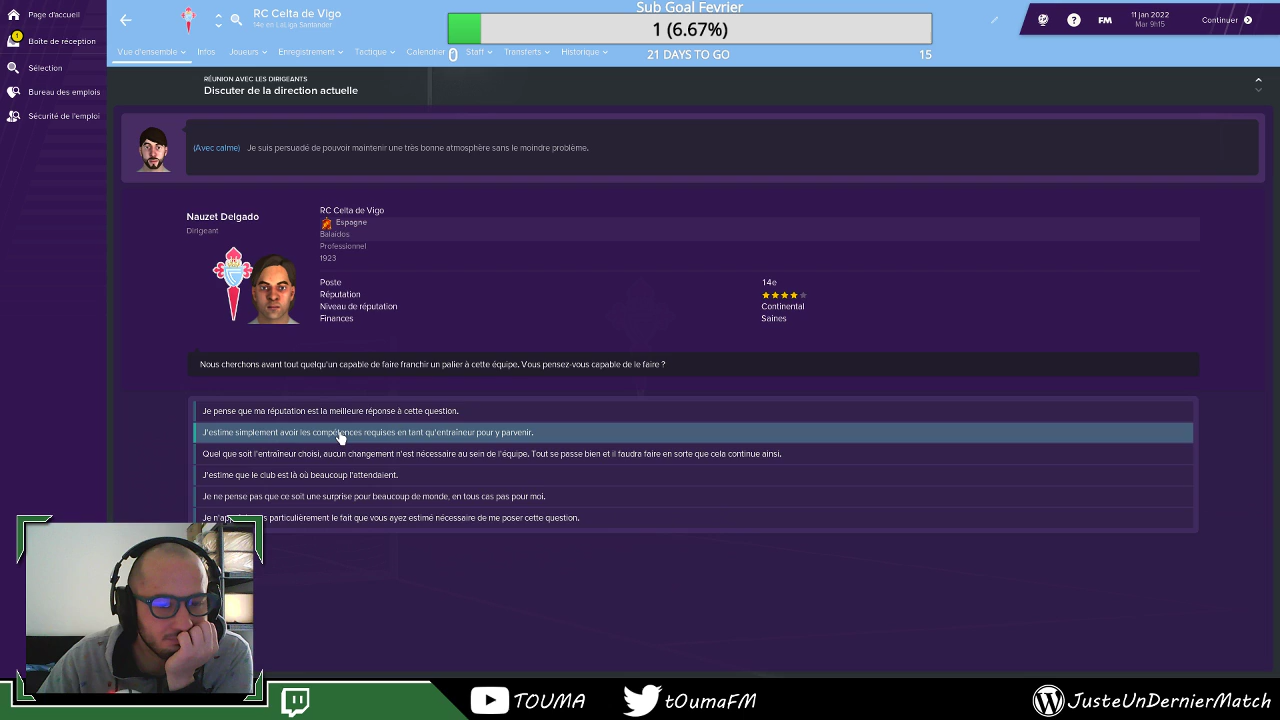 Sub Goal Fevrier
1 (6.67%)
0
21 DAYS TO GO
15
RC Celta de Vigo
14e en LaLiga Santander
11 jan 2022
Mar 9h15
Continuer
FM
Page d'accueil
1
Boîte de réception
Sélection
Bureau des emplois
Sécurité de l'emploi
Vue d'ensemble
Infos
Joueurs
Enregistrement
Tactique
Calendrier
Staff
Transferts
Historique
RÉUNION AVEC LES DIRIGEANTS
Discuter de la direction actuelle
(Avec calme) Je suis persuadé de pouvoir maintenir une très bonne atmosphère sans le moindre problème.
Nauzet Delgado
Dirigeant
RC Celta de Vigo
Espagne
Balaídos
Professionnel
1923
Poste 14e
Réputation
Niveau de réputation Continental
Finances Saines
Nous cherchons avant tout quelqu'un capable de faire franchir un palier à cette équipe. Vous pensez-vous capable de le faire ?
Je pense que ma réputation est la meilleure réponse à cette question.
J'estime simplement avoir les compétences requises en tant qu'entraîneur pour y parvenir.
Quel que soit l'entraîneur choisi, aucun changement n'est nécessaire au sein de l'équipe. Tout se passe bien et il faudra faire en sorte que cela continue ainsi.
J'estime que le club est là où beaucoup l'attendaient.
Je ne pense pas que ce soit une surprise pour beaucoup de monde, en tous cas pas pour moi.
Je particulièrement le fait que vous ayez estimé nécessaire de me poser cette question.
TOUMA
tOumaFM
JusteUnDernierMatch